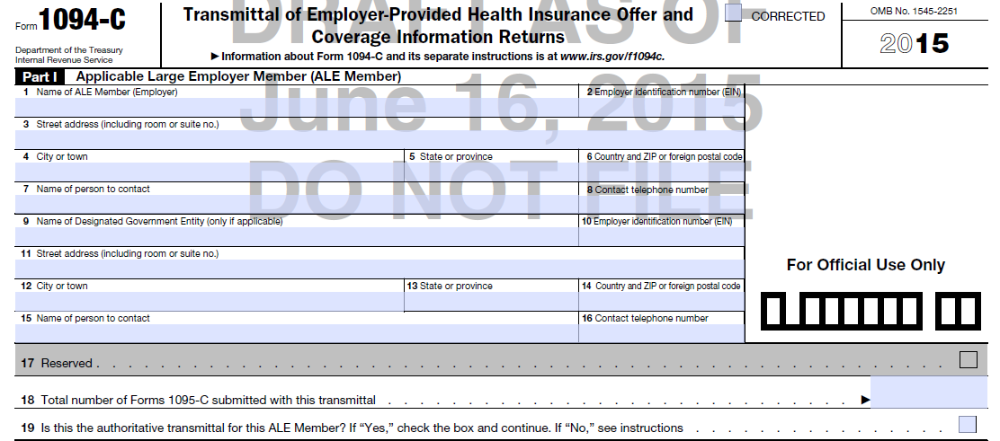 Form 1094-C
Department of the Treasury
Internal Revenue Service
Transmittal of Employer-Provided Health Insurance Offer and
Coverage Information Returns
▶ Information about Form 1094-C and its separate instructions is at www.irs.gov/f1094c.
CORRECTED
OMB No. 1545-2251
2015
DRAFT AS OF
June 16, 2015
DO NOT FILE
Part I Applicable Large Employer Member (ALE Member)
1 Name of ALE Member (Employer)
2 Employer identification number (EIN)
3 Street address (including room or suite no.)
4 City or town
5 State or province
6 Country and ZIP or foreign postal code
7 Name of person to contact
8 Contact telephone number
9 Name of Designated Government Entity (only if applicable)
10 Employer identification number (EIN)
11 Street address (including room or suite no.)
For Official Use Only
12 City or town
13 State or province
14 Country and ZIP or foreign postal code
15 Name of person to contact
16 Contact telephone number
17 Reserved . . . . . . . . . . . . . . . . . . . . . . . . . . . . . . . . . . . . . .
18 Total number of Forms 1095-C submitted with this transmittal . . . . . . . . . . . . . . . . . . . . . ▶
19 Is this the authoritative transmittal for this ALE Member? If “Yes,” check the box and continue. If “No,” see instructions . . . . . . . . . . . .